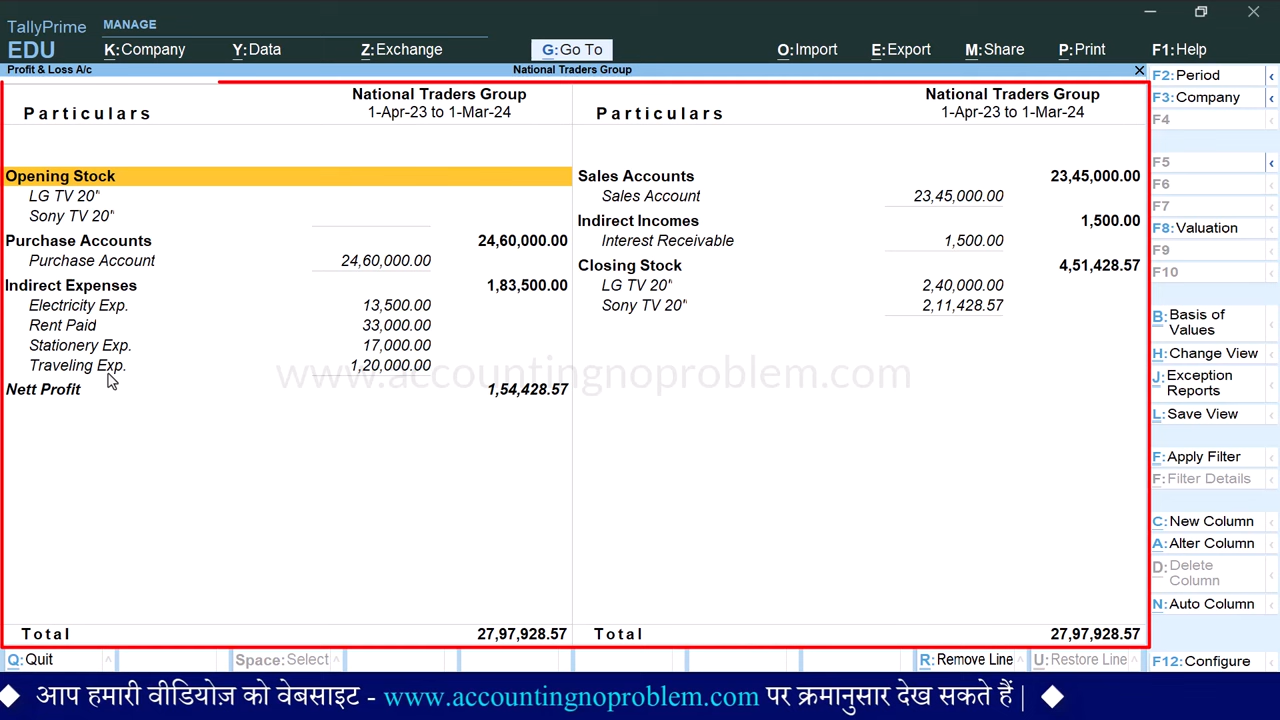 TallyPrime
EDU
MANAGE
K:Company Y:Data Z:Exchange G:Go To O:Import E:Export M:Share P:Print F1:Help
Profit & Loss A/c National Traders Group
Particulars
National Traders Group
1-Apr-23 to 1-Mar-24
Opening Stock
LG TV 20"
Sony TV 20"
Purchase Accounts 24,60,000.00
Purchase Account 24,60,000.00
Indirect Expenses 1,83,500.00
Electricity Exp. 13,500.00
Rent Paid 33,000.00
Stationery Exp. 17,000.00
Traveling Exp. 1,20,000.00
Nett Profit 1,54,428.57
Total 27,97,928.57
Particulars
National Traders Group
1-Apr-23 to 1-Mar-24
Sales Accounts 23,45,000.00
Sales Account 23,45,000.00
Indirect Incomes 1,500.00
Interest Receivable 1,500.00
Closing Stock 4,51,428.57
LG TV 20" 2,40,000.00
Sony TV 20" 2,11,428.57
Total 27,97,928.57
www.accountingnoproblem.com
F2:Period
F3:Company
F4
F5
F6
F7
F8:Valuation
F9
F10
B:Basis of
Values
H:Change View
J:Exception
Reports
L:Save View
F:Apply Filter
F:Filter Details
C:New Column
A:Alter Column
D:Delete
Column
N:Auto Column
Q:Quit Space:Select R:Remove Line U:Restore Line F12:Configure
आप हमारी वीडियोज़ को वेबसाइट - www.accountingnoproblem.com पर क्रमानुसार देख सकते हैं |